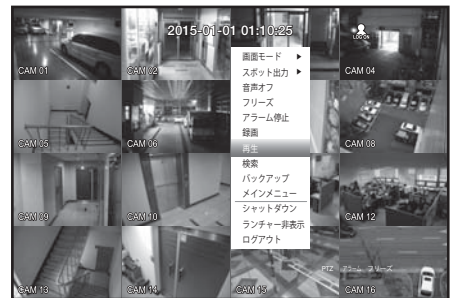 2015-01-01 01:10:25
LOG ON
CAM 01
CAM 02
CAM 04
画面モード ▶
スポット出力 ▶
音声オフ
フリーズ
アラーム停止
録画
再生
検索
バックアップ
メインメニュー
シャットダウン
ランチャー非表示
ログアウト
CAM 05
CAM 06
CAM 08
CAM 09
CAM 10
CAM 12
PTZ アラーム フリーズ
CAM 13
CAM 14
CAM 15
CAM 16